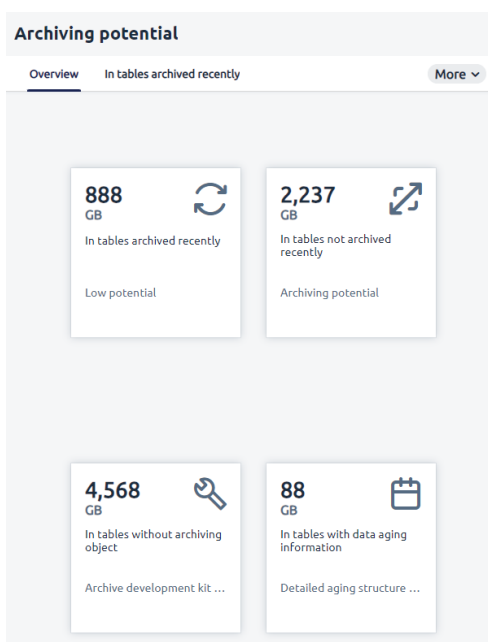 Archiving potential
Overview In tables archived recently More
888
GB
In tables archived recently
Low potential
2,237
GB
In tables not archived
recently
Archiving potential
4,568
GB
In tables without archiving
object
Archive development kit ...
88
GB
In tables with data aging
information
Detailed aging structure ...